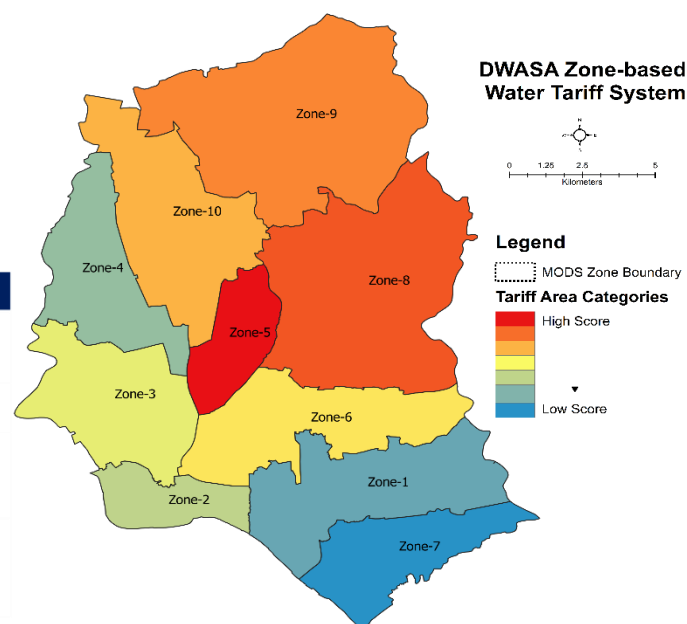 DWASA Zone-based
Water Tariff System
N
0 1.25 2.5 5
Kilometers
Zone-9
Zone-10
Zone-4
Zone-8
Zone-5
Zone-3
Zone-6
Zone-2
Zone-1
Zone-7
Legend
MODS Zone Boundary
Tariff Area Categories
High Score
Low Score